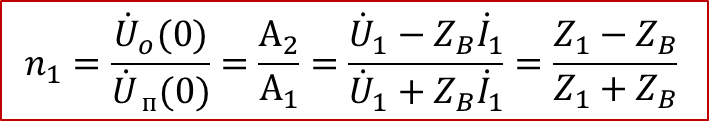 n₁ = U̇ₒ(0) / U̇ п(0) = A₂ / A₁ = (U̇₁ − Z_B İ₁) / (U̇₁ + Z_B İ₁) = (Z₁ − Z_B) / (Z₁ + Z_B)